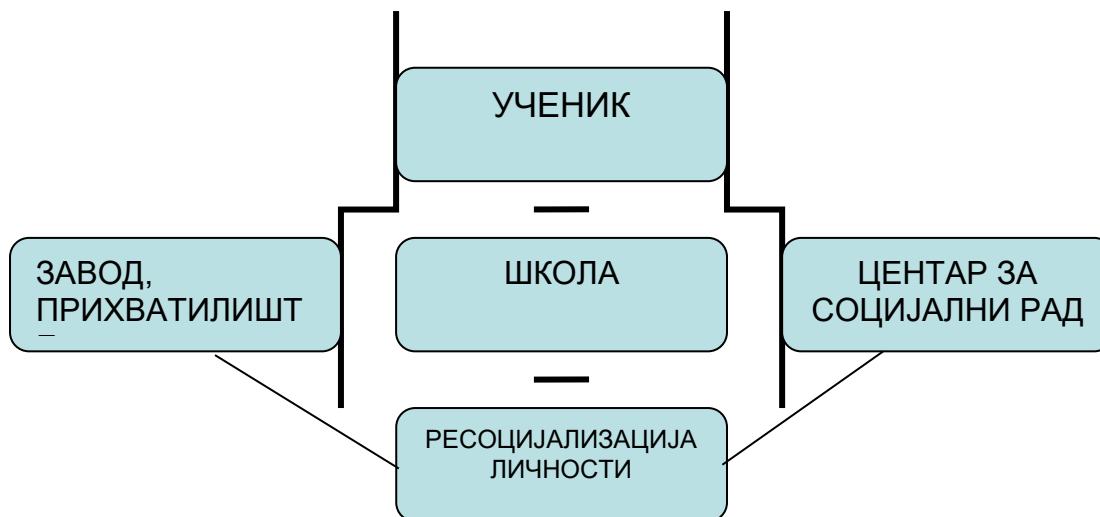 УЧЕНИК
ЗАВОД,
ПРИХВАТИЛИШТ
ШКОЛА
ЦЕНТАР ЗА
СОЦИЈАЛНИ РАД
РЕСОЦИЈАЛИЗАЦИЈА
ЛИЧНОСТИ